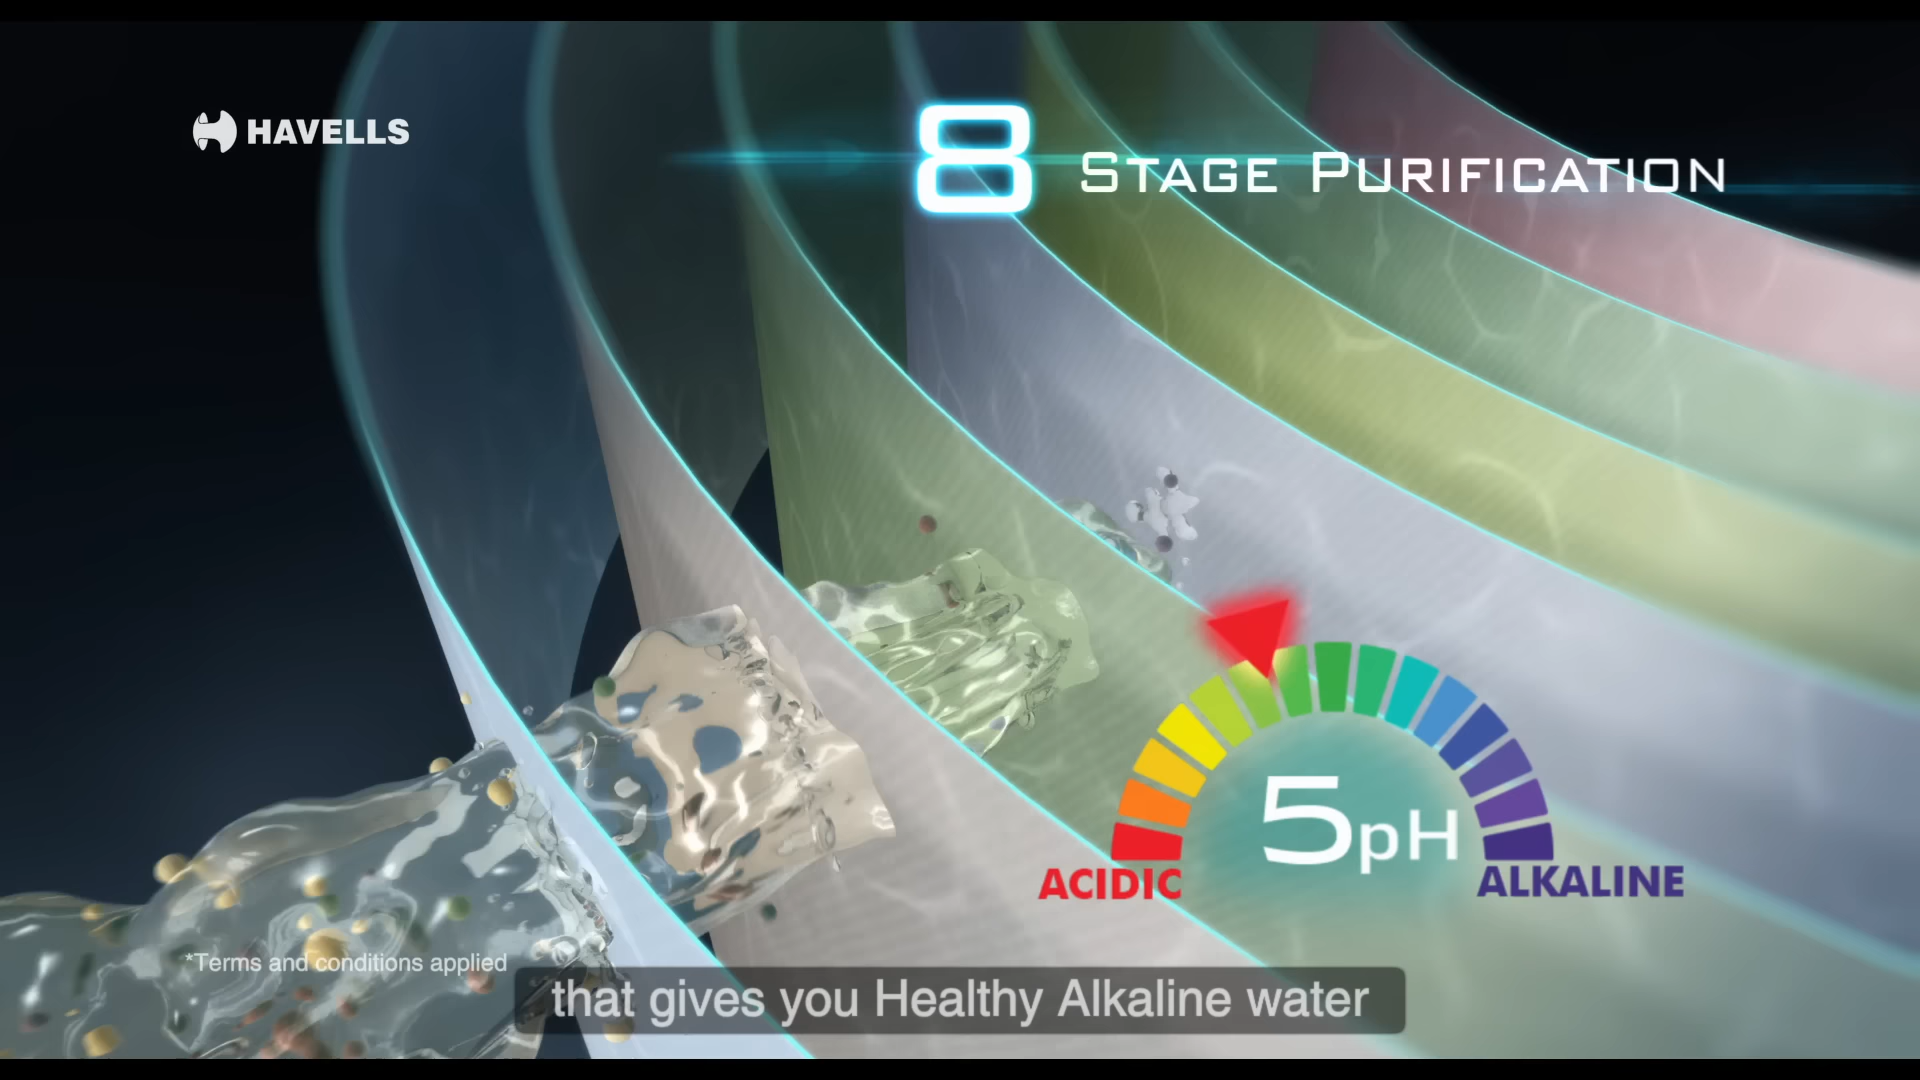 HAVELLS
8 STAGE PURIFICATION
5pH
ACIDIC
ALKALINE
*Terms and conditions applied
that gives you Healthy Alkaline water